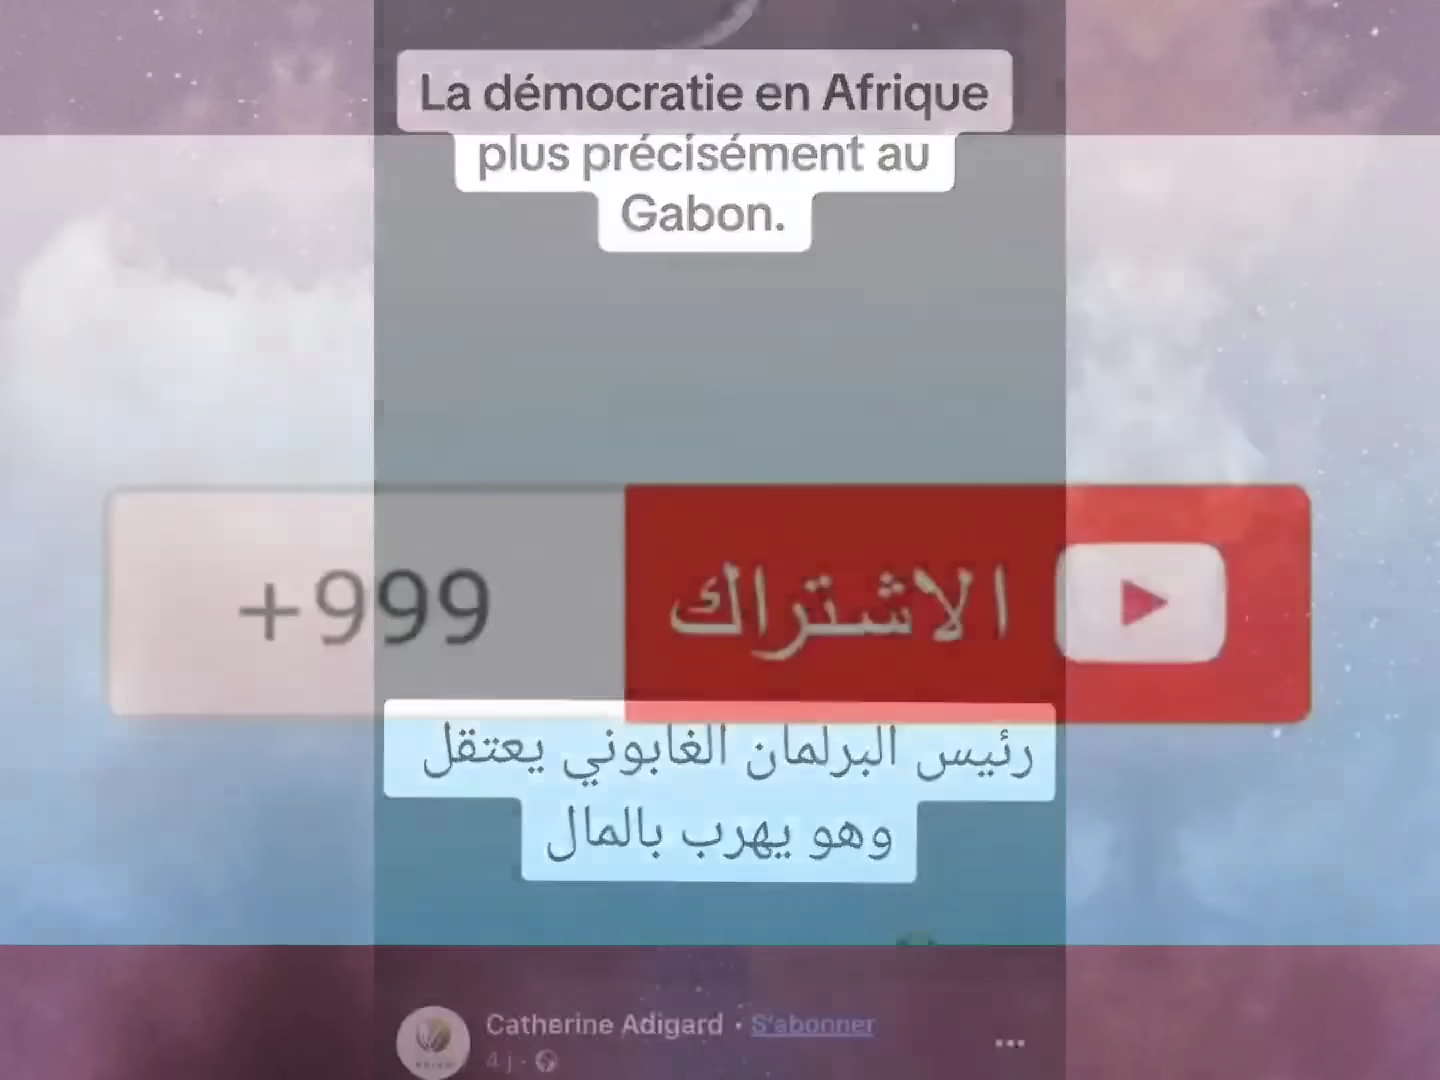 La démocratie en Afrique
plus précisément au
Gabon.
+999
الاشتراك
رئيس البرلمان الغابوني يعتقل
وهو يهرب بالمال
Catherine Adigard • S'abonner
4 j ·